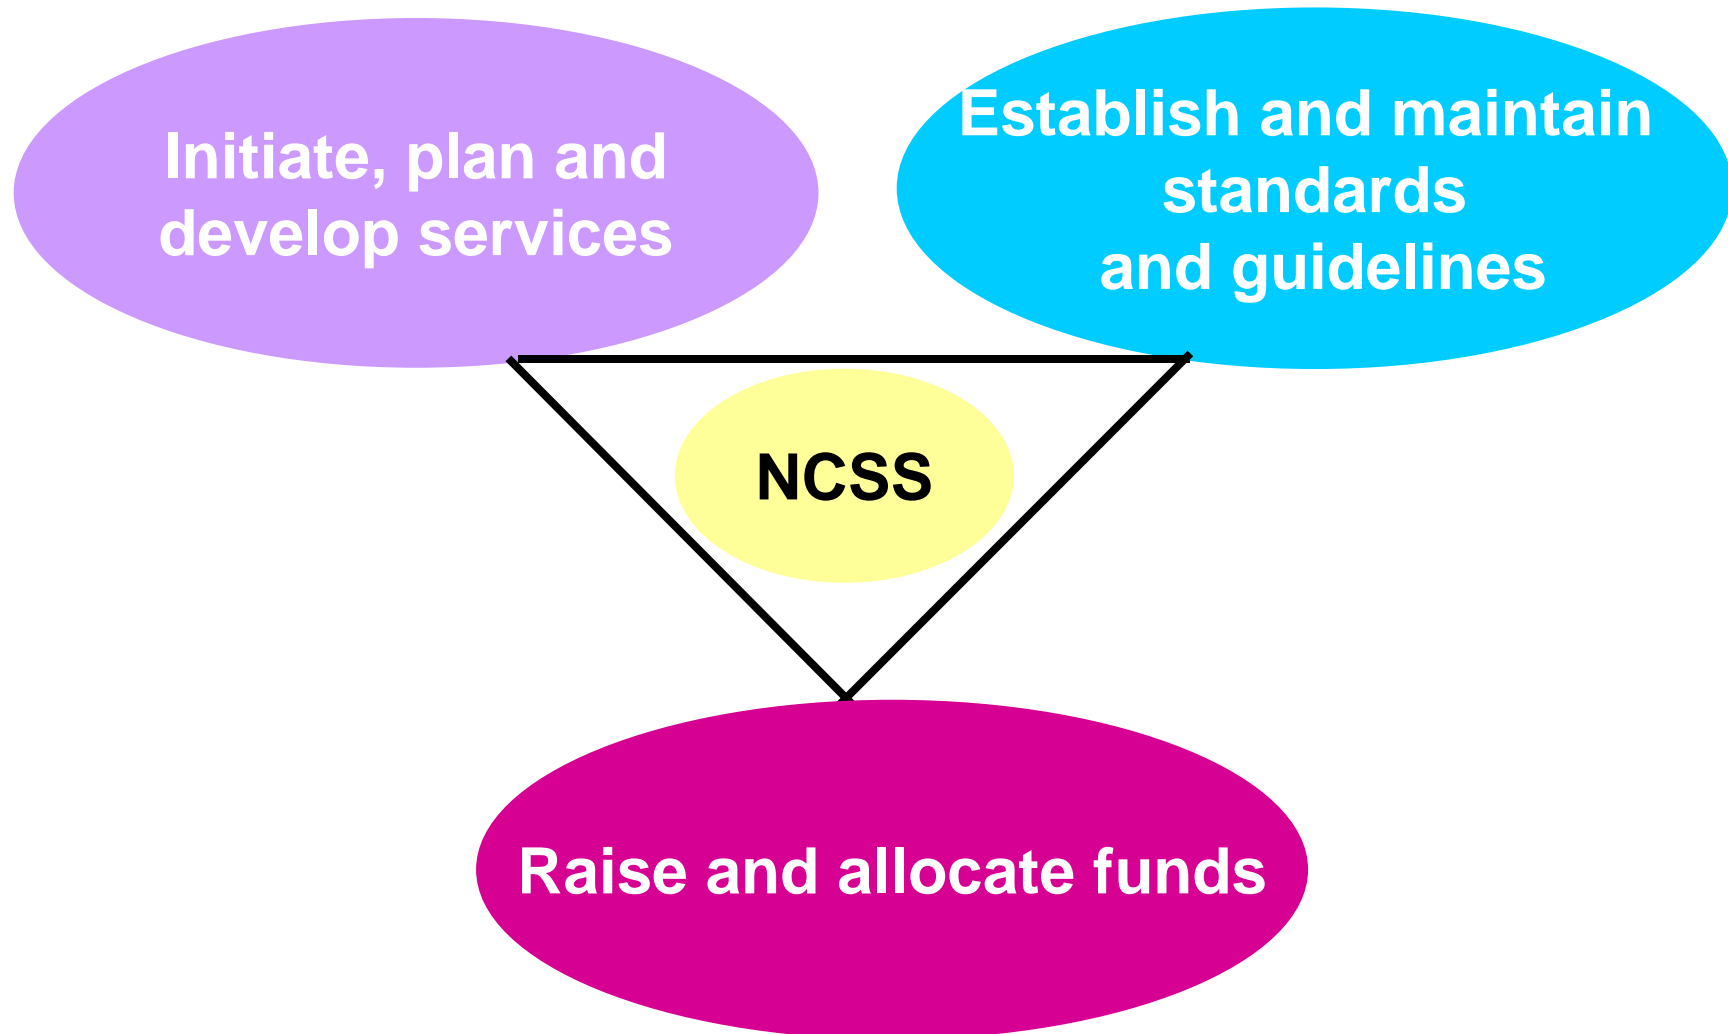 Initiate, plan and
develop services
Establish and maintain
standards
and guidelines
NCSS
Raise and allocate funds